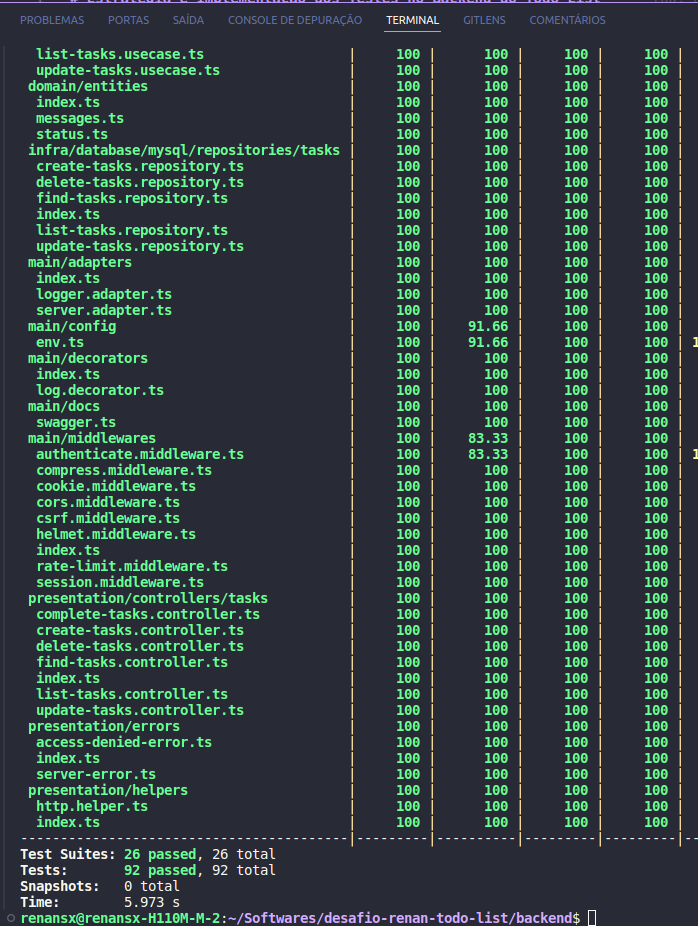 PROBLEMAS PORTAS SAÍDA CONSOLE DE DEPURAÇÃO TERMINAL GITLENS COMENTÁRIOS
list-tasks.usecase.ts | 100 | 100 | 100 | 100 |
update-tasks.usecase.ts | 100 | 100 | 100 | 100 |
domain/entities | 100 | 100 | 100 | 100 |
index.ts | 100 | 100 | 100 | 100 |
messages.ts | 100 | 100 | 100 | 100 |
status.ts | 100 | 100 | 100 | 100 |
infra/database/mysql/repositories/tasks | 100 | 100 | 100 | 100 |
create-tasks.repository.ts | 100 | 100 | 100 | 100 |
delete-tasks.repository.ts | 100 | 100 | 100 | 100 |
find-tasks.repository.ts | 100 | 100 | 100 | 100 |
index.ts | 100 | 100 | 100 | 100 |
list-tasks.repository.ts | 100 | 100 | 100 | 100 |
update-tasks.repository.ts | 100 | 100 | 100 | 100 |
main/adapters | 100 | 100 | 100 | 100 |
index.ts | 100 | 100 | 100 | 100 |
logger.adapter.ts | 100 | 100 | 100 | 100 |
server.adapter.ts | 100 | 100 | 100 | 100 |
main/config | 100 | 91.66 | 100 | 100 |
env.ts | 100 | 91.66 | 100 | 100 | 1
main/decorators | 100 | 100 | 100 | 100 |
index.ts | 100 | 100 | 100 | 100 |
log.decorator.ts | 100 | 100 | 100 | 100 |
main/docs | 100 | 100 | 100 | 100 |
swagger.ts | 100 | 100 | 100 | 100 |
main/middlewares | 100 | 83.33 | 100 | 100 |
authenticate.middleware.ts | 100 | 83.33 | 100 | 100 | 1
compress.middleware.ts | 100 | 100 | 100 | 100 |
cookie.middleware.ts | 100 | 100 | 100 | 100 |
cors.middleware.ts | 100 | 100 | 100 | 100 |
csrf.middleware.ts | 100 | 100 | 100 | 100 |
helmet.middleware.ts | 100 | 100 | 100 | 100 |
index.ts | 100 | 100 | 100 | 100 |
rate-limit.middleware.ts | 100 | 100 | 100 | 100 |
session.middleware.ts | 100 | 100 | 100 | 100 |
presentation/controllers/tasks | 100 | 100 | 100 | 100 |
complete-tasks.controller.ts | 100 | 100 | 100 | 100 |
create-tasks.controller.ts | 100 | 100 | 100 | 100 |
delete-tasks.controller.ts | 100 | 100 | 100 | 100 |
find-tasks.controller.ts | 100 | 100 | 100 | 100 |
index.ts | 100 | 100 | 100 | 100 |
list-tasks.controller.ts | 100 | 100 | 100 | 100 |
update-tasks.controller.ts | 100 | 100 | 100 | 100 |
presentation/errors | 100 | 100 | 100 | 100 |
access-denied-error.ts | 100 | 100 | 100 | 100 |
index.ts | 100 | 100 | 100 | 100 |
server-error.ts | 100 | 100 | 100 | 100 |
presentation/helpers | 100 | 100 | 100 | 100 |
http.helper.ts | 100 | 100 | 100 | 100 |
index.ts | 100 | 100 | 100 | 100 |
-----------------------------------------|---------|----------|---------|---------|--
Test Suites: 26 passed, 26 total
Tests: 92 passed, 92 total
Snapshots: 0 total
Time: 5.973 s
renansx@renansx-H110M-M-2:~/Softwares/desafio-renan-todo-list/backend$